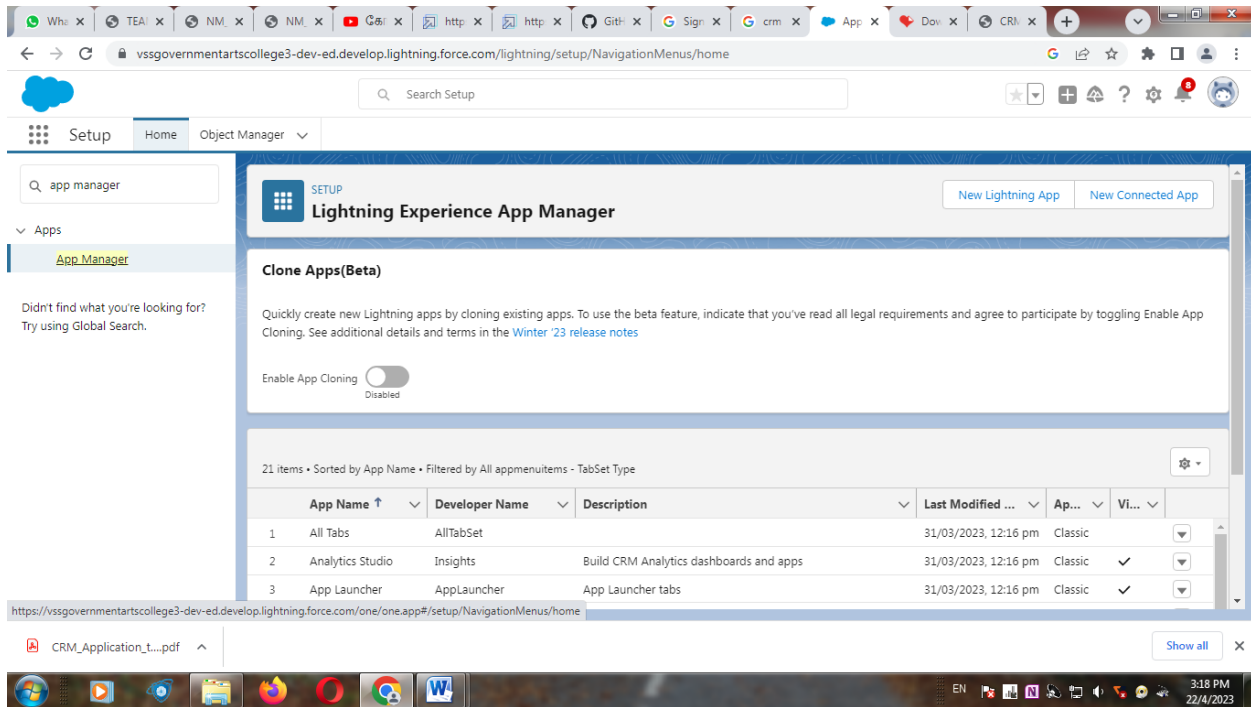 Wha
TEAI
NM_
NM_
கேச
http
http
GitH
Sign
crm
App
Dow
CRM
vssgovernmentartscollege3-dev-ed.develop.lightning.force.com/lightning/setup/NavigationMenus/home
Search Setup
8
Setup Home Object Manager
app manager
Apps
App Manager
Didn't find what you're looking for?
Try using Global Search.
SETUP
Lightning Experience App Manager
New Lightning App New Connected App
Clone Apps(Beta)
Quickly create new Lightning apps by cloning existing apps. To use the beta feature, indicate that you've read all legal requirements and agree to participate by toggling Enable App
Cloning. See additional details and terms in the Winter '23 release notes
Enable App Cloning
Disabled
21 items • Sorted by App Name • Filtered by All appmenuitems - TabSet Type
App Name Developer Name Description Last Modified ... Ap... Vi...
1 All Tabs AllTabSet 31/03/2023, 12:16 pm Classic
2 Analytics Studio Insights Build CRM Analytics dashboards and apps 31/03/2023, 12:16 pm Classic
3 App Launcher AppLauncher App Launcher tabs 31/03/2023, 12:16 pm Classic
https://vssgovernmentartscollege3-dev-ed.develop.lightning.force.com/one/one.app#/setup/NavigationMenus/home
CRM_Application_t....pdf
Show all
EN
3:18 PM
22/4/2023